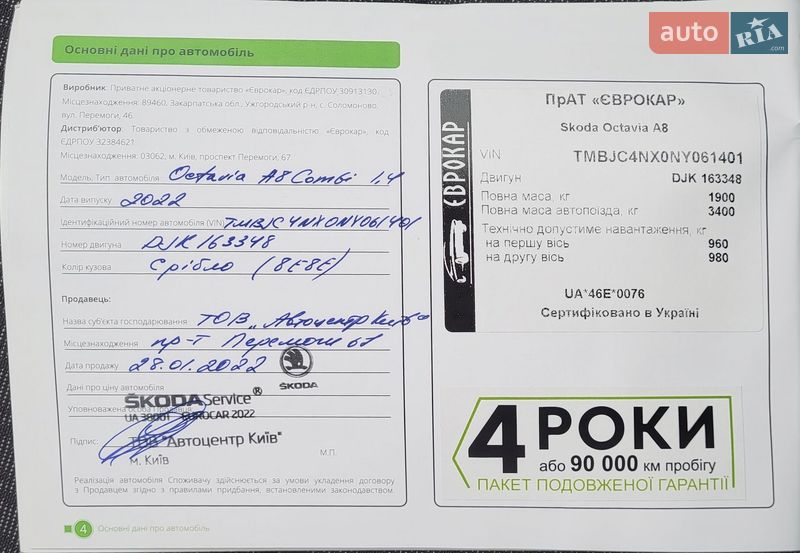 auto RIA.com
Основні дані про автомобіль
Виробник: Приватне акціонерне товариство «Єврокар», код ЄДРПОУ 30913130.
Місцезнаходження: 89460, Закарпатська обл., Ужгородський р-н, с. Соломоново,
вул. Перемоги, 46.
Дистриб'ютор: Товариство з обмеженою відповідальністю «Єврокар», код
ЄДРПОУ 32384621
Місцезнаходження: 03062, м. Київ, проспект Перемоги, 67.
Модель, Тип автомобіля Octavia A8 Combi 1,4
Дата випуску 2022
Ідентифікаційний номер автомобіля (VIN) TMBJC4NX0NY061401
Номер двигуна DJK163348
Колір кузова Срібло (8E8E)
Продавець:
Назва суб'єкта господарювання ТОВ „Автоцентр Київ"
Місцезнаходження пр-т Перемоги 67
Дата продажу 28.01.2022
ŠKODA
Дані про ціну автомобіля
ŠKODA Service®
UA 38001 EUROCAR 2022
Уповноважена особа Продавця
Підпис: ТОВ "Автоцентр Київ"
м. Київ
М.П.
Реалізація автомобіля Споживачу здійснюється за умови укладення договору
з Продавцем згідно з правилами придбання, встановленими законодавством.
4 Основні дані про автомобіль
ЄВРОКАР
ПрАТ «ЄВРОКАР»
Skoda Octavia A8
VIN TMBJC4NX0NY061401
Двигун DJK 163348
Повна маса, кг 1900
Повна маса автопоїзда, кг 3400
Технічно допустиме навантаження, кг
на першу вісь 960
на другу вісь 980
UA*46E*0076
Сертифіковано в Україні
4 РОКИ
або 90 000 км пробігу
ПАКЕТ ПОДОВЖЕНОЇ ГАРАНТІЇ